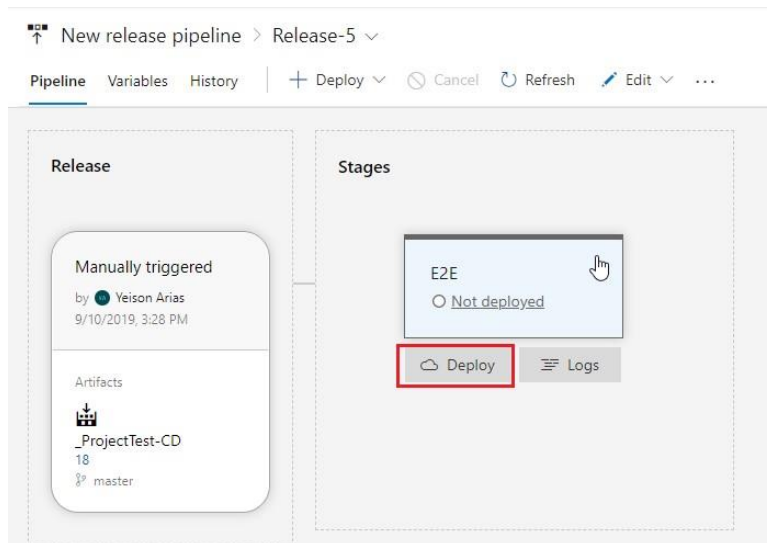 New release pipeline > Release-5
Pipeline Variables History + Deploy Cancel Refresh Edit ...
Release
Stages
Manually triggered
by Yeison Arias
9/10/2019, 3:28 PM
Artifacts
_ProjectTest-CD
18
master
E2E
Not deployed
Deploy
Logs